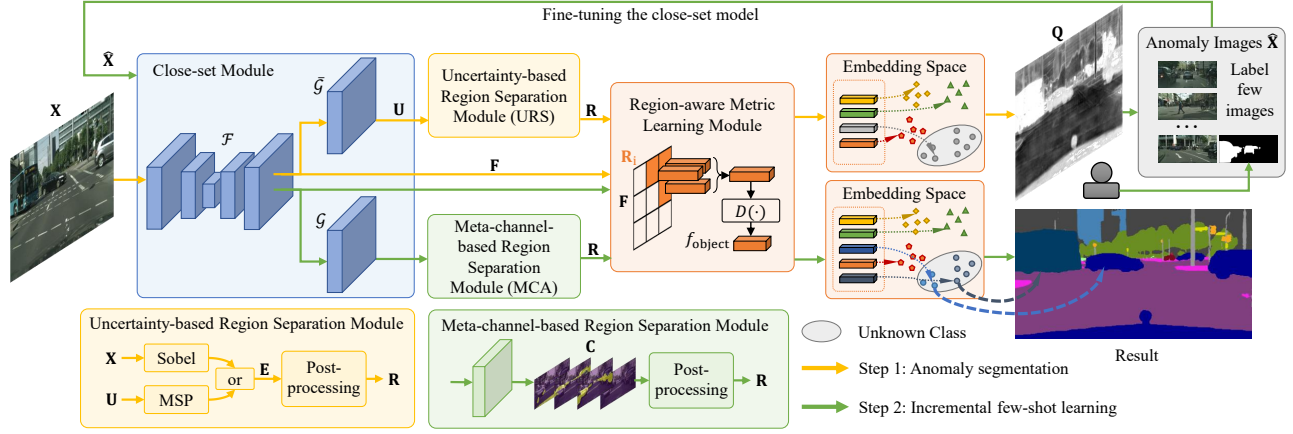 Fine-tuning the close-set model
X̂
X
Close-set Module
Ḡ
F
U
G
Uncertainty-based
Region Separation
Module (URS)
R
F
Meta-channel-
based Region
Separation
Module (MCA)
R
Region-aware Metric
Learning Module
R_i
F
D(·)
f_object
Embedding Space
Embedding Space
Q
Anomaly Images X̂
Label
few
images
...
Unknown Class
Result
Step 1: Anomaly segmentation
Step 2: Incremental few-shot learning
Uncertainty-based Region Separation Module
X
Sobel
U
MSP
or
E
Post-
processing
R
Meta-channel-based Region Separation Module
C
Post-
processing
R